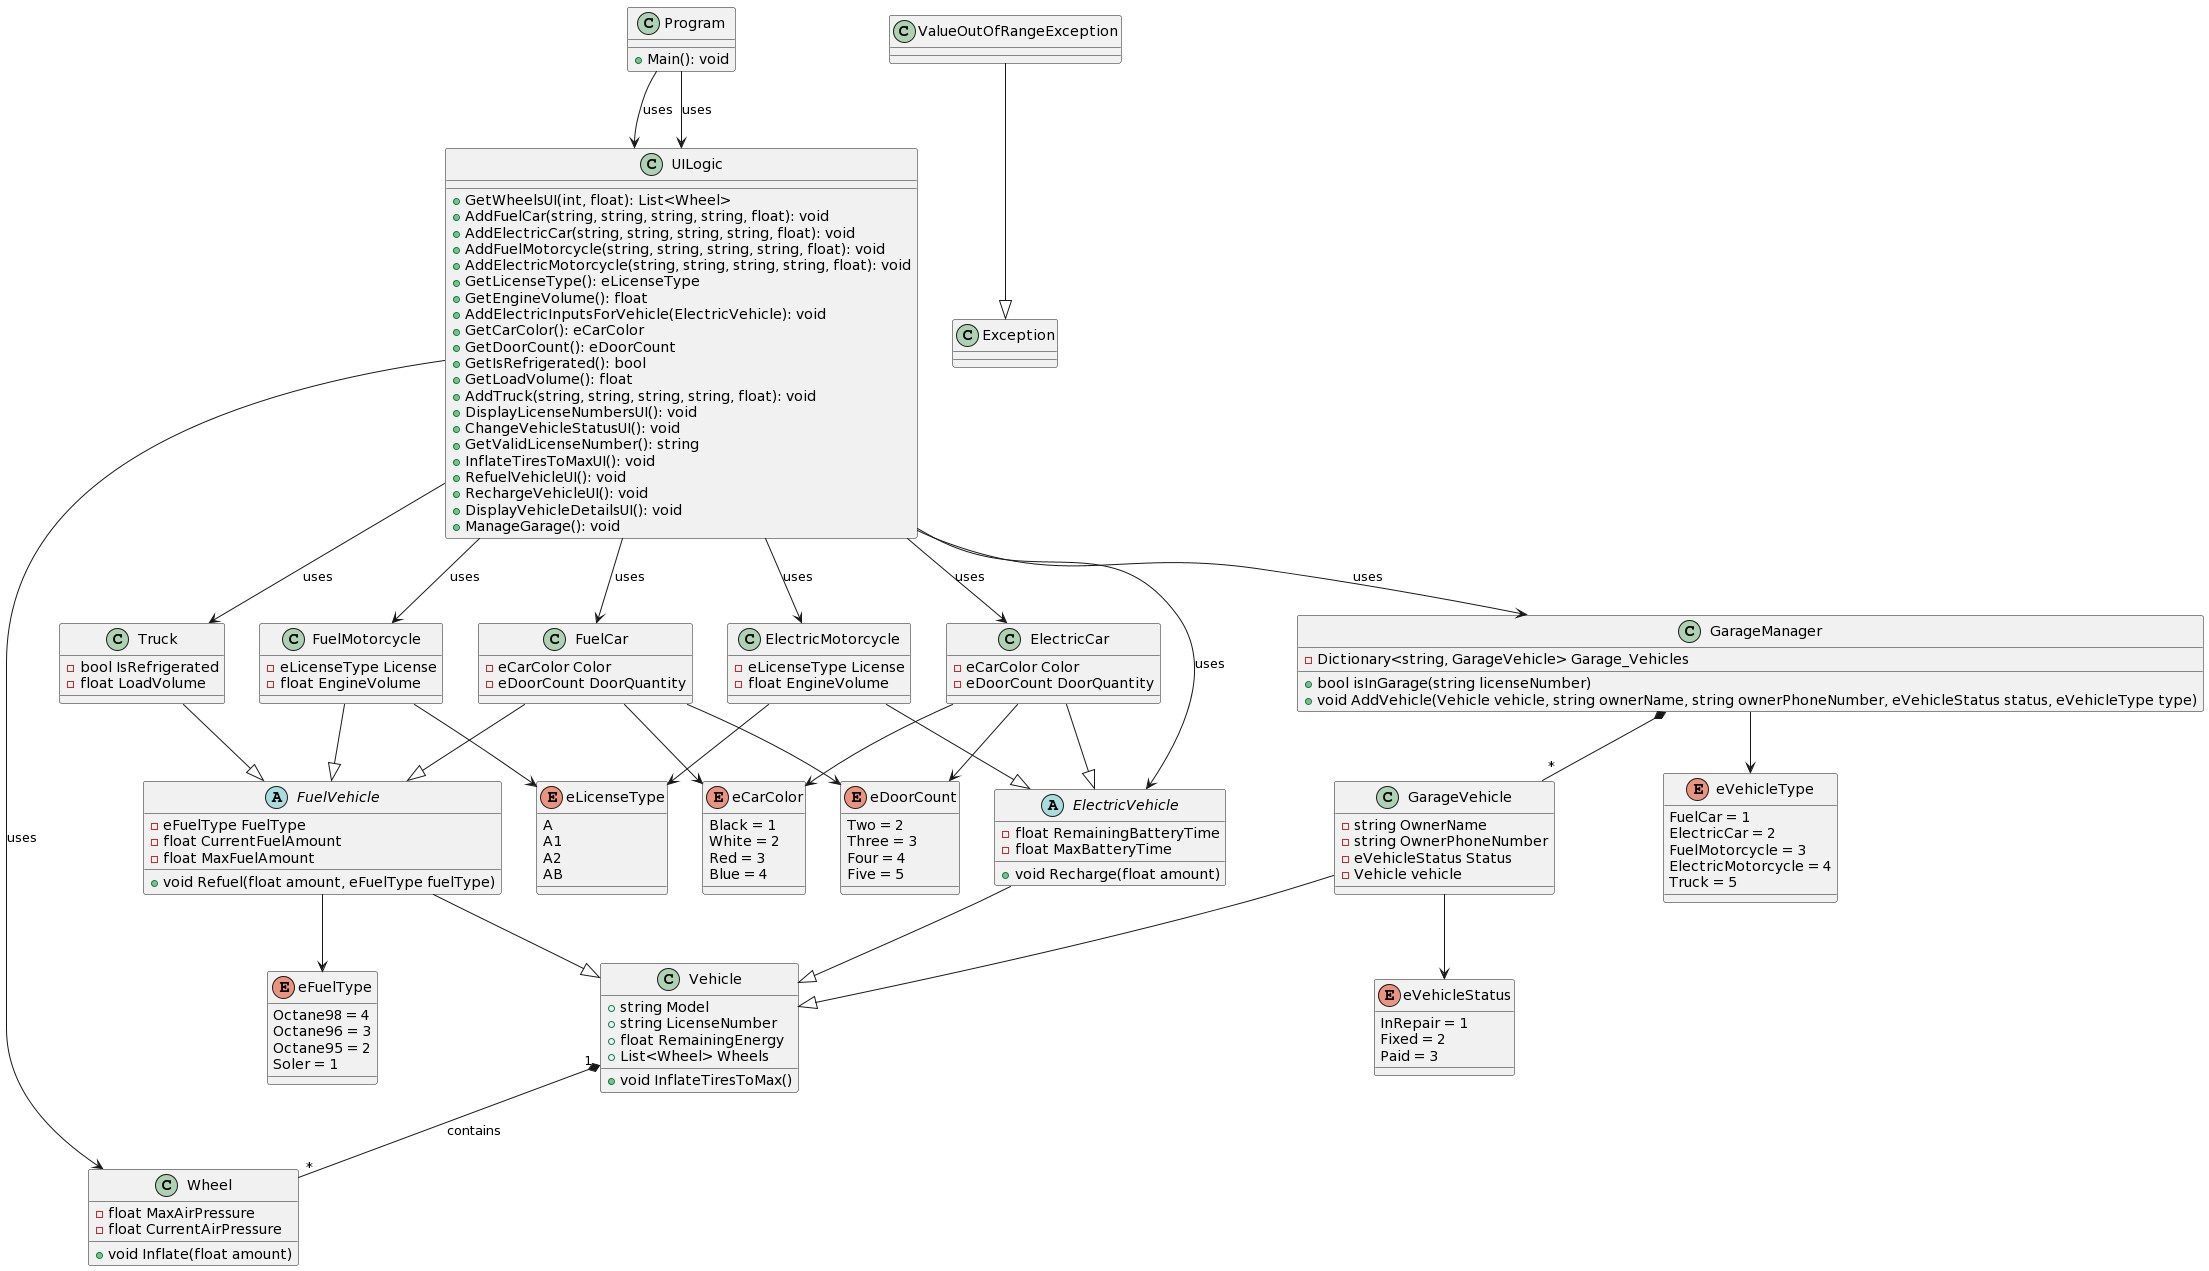 C Program
Main(): void
C ValueOutOfRangeException
uses
uses
C UILogic
GetWheelsUI(int, float): List<Wheel>
AddFuelCar(string, string, string, string, float): void
AddElectricCar(string, string, string, string, float): void
AddFuelMotorcycle(string, string, string, string, float): void
AddElectricMotorcycle(string, string, string, string, float): void
GetLicenseType(): eLicenseType
GetEngineVolume(): float
AddElectricInputsForVehicle(ElectricVehicle): void
GetCarColor(): eCarColor
GetDoorCount(): eDoorCount
GetIsRefrigerated(): bool
GetLoadVolume(): float
AddTruck(string, string, string, string, float): void
DisplayLicenseNumbersUI(): void
ChangeVehicleStatusUI(): void
GetValidLicenseNumber(): string
InflateTiresToMaxUI(): void
RefuelVehicleUI(): void
RechargeVehicleUI(): void
DisplayVehicleDetailsUI(): void
ManageGarage(): void
C Exception
uses
uses
uses
uses
uses
uses
C Truck
bool IsRefrigerated
float LoadVolume
C FuelMotorcycle
eLicenseType License
float EngineVolume
C FuelCar
eCarColor Color
eDoorCount DoorQuantity
C ElectricMotorcycle
eLicenseType License
float EngineVolume
C ElectricCar
eCarColor Color
eDoorCount DoorQuantity
uses
C GarageManager
Dictionary<string, GarageVehicle> Garage_Vehicles
bool isInGarage(string licenseNumber)
void AddVehicle(Vehicle vehicle, string ownerName, string ownerPhoneNumber, eVehicleStatus status, eVehicleType type)
*
uses
A FuelVehicle
eFuelType FuelType
float CurrentFuelAmount
float MaxFuelAmount
void Refuel(float amount, eFuelType fuelType)
E eLicenseType
A
A1
A2
AB
E eCarColor
Black = 1
White = 2
Red = 3
Blue = 4
E eDoorCount
Two = 2
Three = 3
Four = 4
Five = 5
A ElectricVehicle
float RemainingBatteryTime
float MaxBatteryTime
void Recharge(float amount)
C GarageVehicle
string OwnerName
string OwnerPhoneNumber
eVehicleStatus Status
Vehicle vehicle
E eVehicleType
FuelCar = 1
ElectricCar = 2
FuelMotorcycle = 3
ElectricMotorcycle = 4
Truck = 5
E eFuelType
Octane98 = 4
Octane96 = 3
Octane95 = 2
Soler = 1
C Vehicle
string Model
string LicenseNumber
float RemainingEnergy
List<Wheel> Wheels
void InflateTiresToMax()
E eVehicleStatus
InRepair = 1
Fixed = 2
Paid = 3
1
contains
*
C Wheel
float MaxAirPressure
float CurrentAirPressure
void Inflate(float amount)